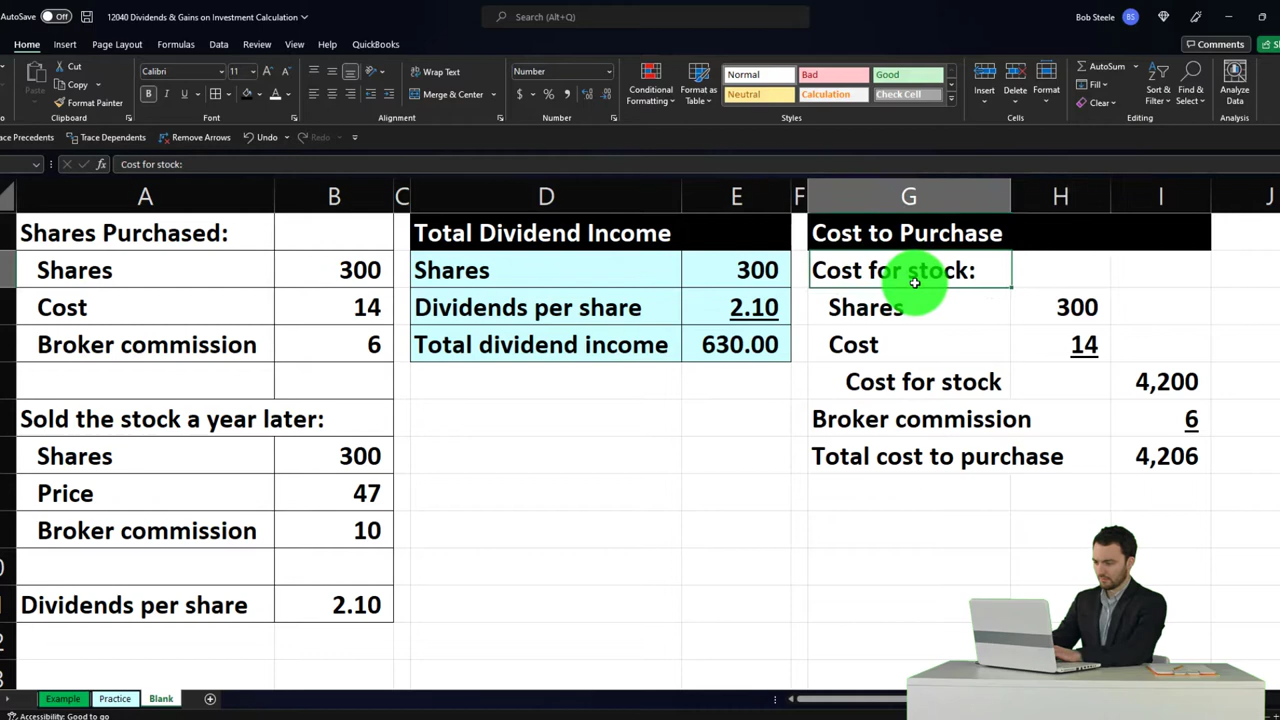 AutoSave Off 12040 Dividends & Gains on Investment Calculation Search (Alt+Q) Bob Steele BS
Home Insert Page Layout Formulas Data Review View Help QuickBooks Comments
Cut
Copy
Format Painter
Paste
Clipboard
Calibri 11
B I U
Font
Wrap Text
Merge & Center
Alignment
Number
$ % 9
Number
Conditional Formatting
Format as Table
Normal Bad Good
Neutral Calculation Check Cell
Styles
Insert Delete Format
Cells
AutoSum
Fill
Clear
Sort & Filter
Find & Select
Editing
Analyze Data
Analysis
Trace Precedents Trace Dependents Remove Arrows Undo Redo
fx Cost for stock:
A B C D E F G H I J
Shares Purchased: Total Dividend Income Cost to Purchase
Shares 300 Shares 300 Cost for stock:
Cost 14 Dividends per share 2.10 Shares 300
Broker commission 6 Total dividend income 630.00 Cost 14
Cost for stock 4,200
Sold the stock a year later: Broker commission 6
Shares 300 Total cost to purchase 4,206
Price 47
Broker commission 10
0
Dividends per share 2.10
2
3
Example Practice Blank
Accessibility: Good to go